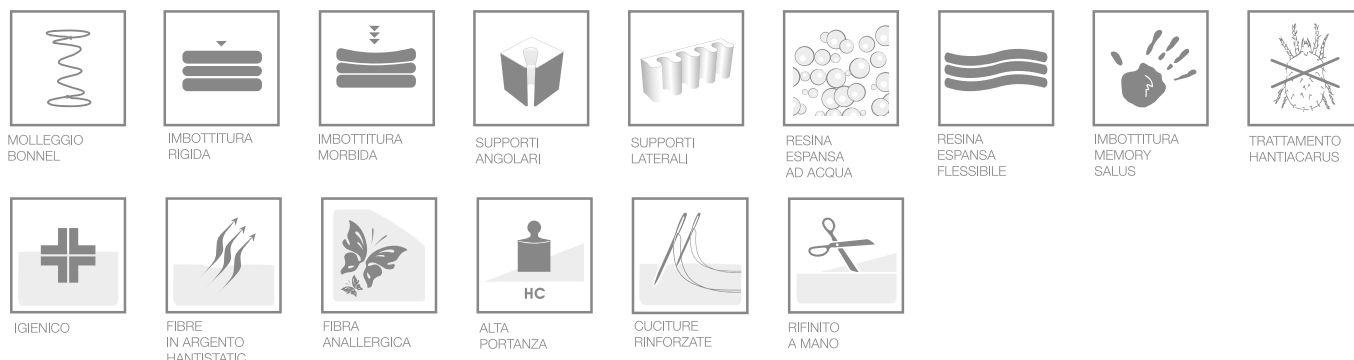 MOLLEGGIO
BONNEL
IMBOTTITURA
RIGIDA
IMBOTTITURA
MORBIDA
SUPPORTI
ANGOLARI
SUPPORTI
LATERALI
RESINA
ESPANSA
AD ACQUA
RESINA
ESPANSA
FLESSIBILE
IMBOTTITURA
MEMORY
SALUS
TRATTAMENTO
HANTIACARUS
IGIENICO
FIBRE
IN ARGENTO
HANTISTATIC
FIBRA
ANALLERGICA
HC
ALTA
PORTANZA
CUCITURE
RINFORZATE
RIFINITO
A MANO